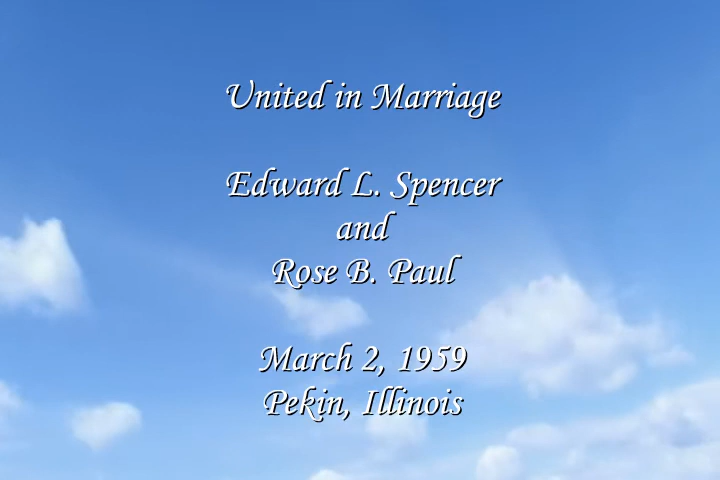 United in Marriage
Edward L. Spencer
and
Rose B. Paul
March 2, 1959
Pekin, Illinois